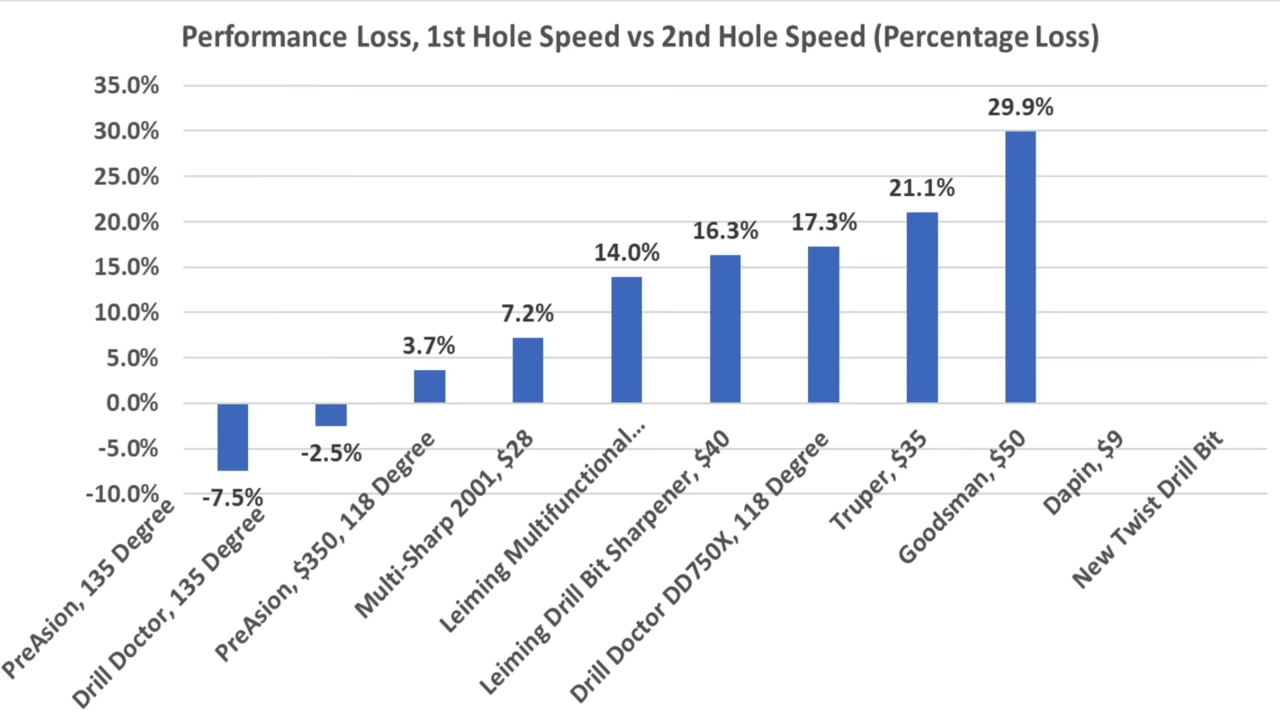 Performance Loss, 1st Hole Speed vs 2nd Hole Speed (Percentage Loss)
35.0%
30.0%
25.0%
20.0%
15.0%
10.0%
5.0%
0.0%
-5.0%
-10.0%
-7.5%
-2.5%
3.7%
7.2%
14.0%
16.3%
17.3%
21.1%
29.9%
PreAsion, 135 Degree
Drill Doctor, 135 Degree
PreAsion, $350, 118 Degree
Multi-Sharp 2001, $28
Leiming Multifunctional...
Leiming Drill Bit Sharpener, $40
Drill Doctor DD750X, 118 Degree
Truper, $35
Goodsman, $50
Dapin, $9
New Twist Drill Bit